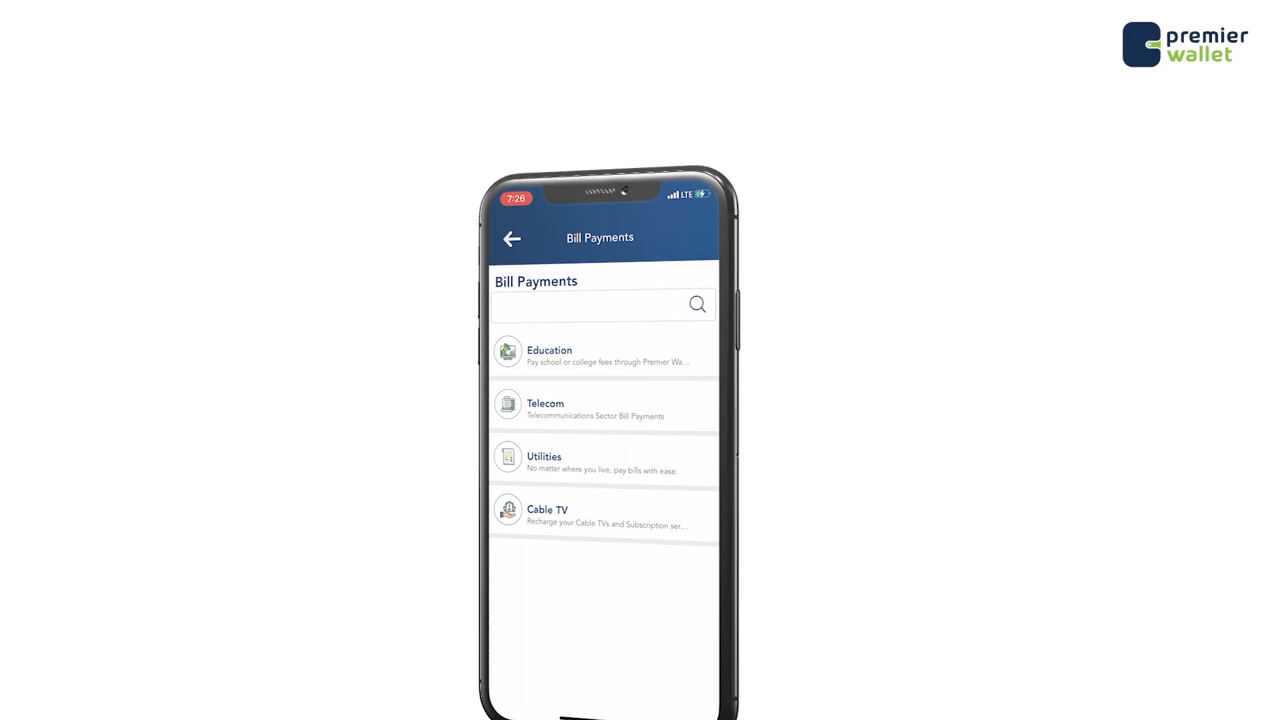 premier
wallet
7:26
LTE
Bill Payments
Bill Payments
Education
Pay school or college fees through Premier Wa...
Telecom
Telecommunications Sector Bill Payments
Utilities
No matter where you live, pay bills with ease.
Cable TV
Recharge your Cable TVs and Subscription ser...